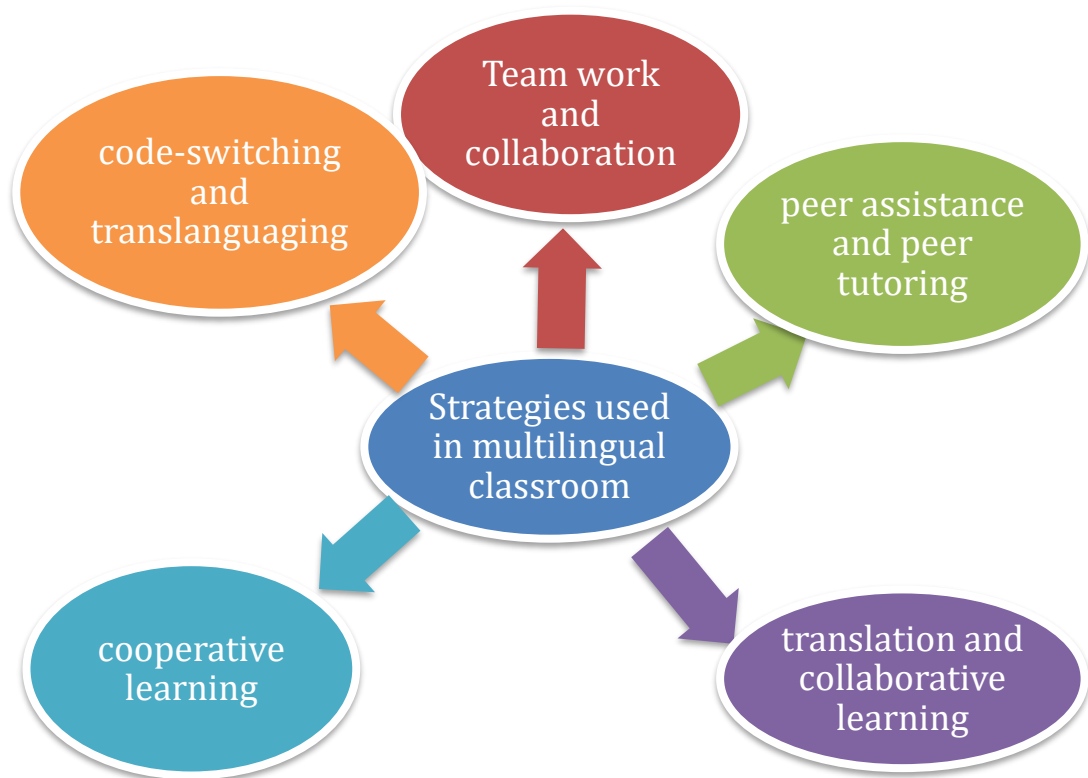 Team work
and
collaboration
code-switching
and
translanguaging
peer assistance
and peer
tutoring
Strategies used
in multilingual
classroom
cooperative
learning
translation and
collaborative
learning